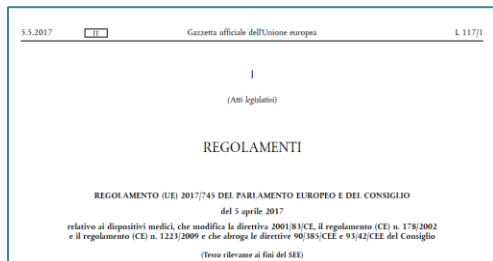 5.5.2017 IT Gazzetta ufficiale dell'Unione europea L 117/1
I
(Atti legislativi)
REGOLAMENTI
REGOLAMENTO (UE) 2017/745 DEL PARLAMENTO EUROPEO E DEL CONSIGLIO
del 5 aprile 2017
relativo ai dispositivi medici, che modifica la direttiva 2001/83/CE, il regolamento (CE) n. 178/2002
e il regolamento (CE) n. 1223/2009 e che abroga le direttive 90/385/CEE e 93/42/CEE del Consiglio
(Testo rilevante ai fini del SEE)